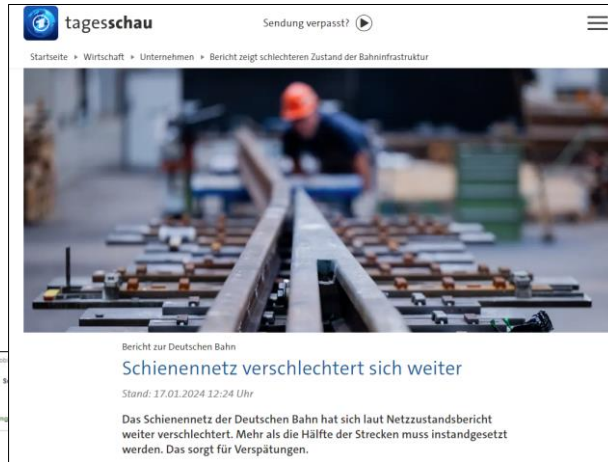 tagesschau
Sendung verpasst?
Startseite ▸ Wirtschaft ▸ Unternehmen ▸ Bericht zeigt schlechteren Zustand der Bahninfrastruktur
Bericht zur Deutschen Bahn
Schienennetz verschlechtert sich weiter
Stand: 17.01.2024 12:24 Uhr
Das Schienennetz der Deutschen Bahn hat sich laut Netzzustandsbericht
weiter verschlechtert. Mehr als die Hälfte der Strecken muss instandgesetzt
werden. Das sorgt für Verspätungen.